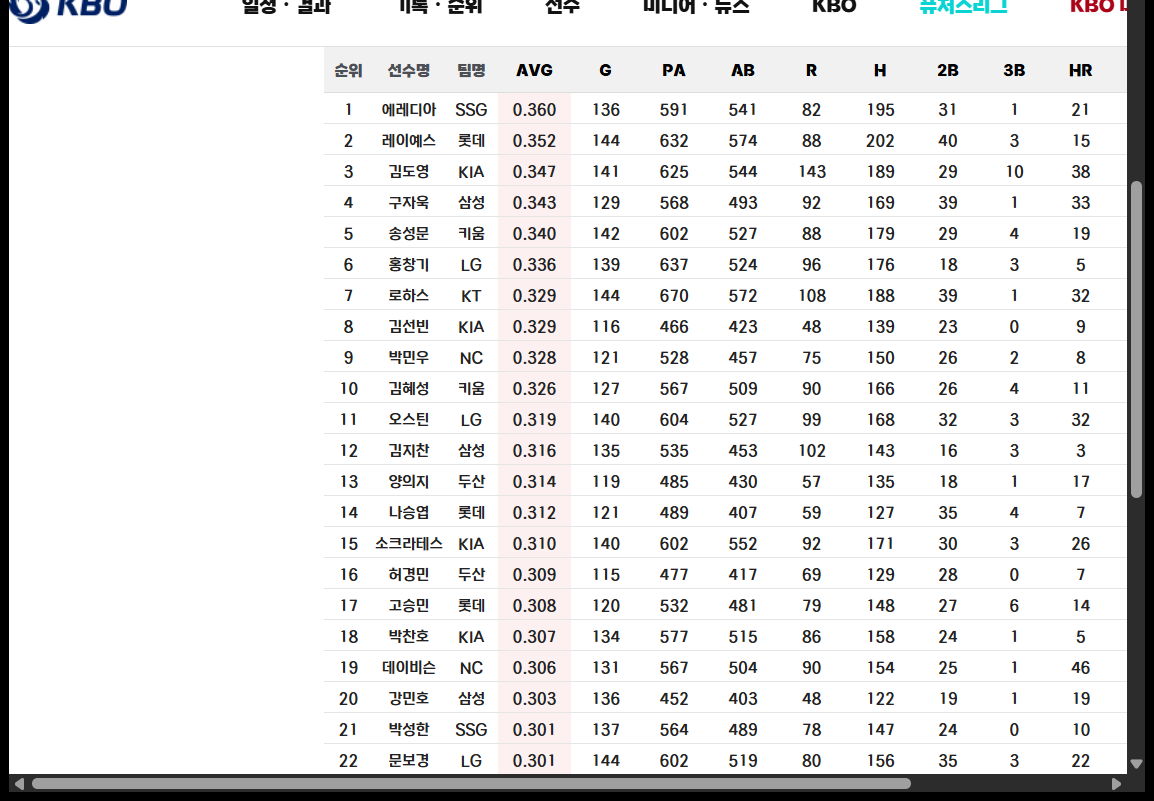 KBO 일정 · 결과 기록 · 순위 선수 미디어 · 뉴스 KBO 퓨처스리그 KBO
순위 선수명 팀명 AVG G PA AB R H 2B 3B HR
1 에레디아 SSG 0.360 136 591 541 82 195 31 1 21
2 레이예스 롯데 0.352 144 632 574 88 202 40 3 15
3 김도영 KIA 0.347 141 625 544 143 189 29 10 38
4 구자욱 삼성 0.343 129 568 493 92 169 39 1 33
5 송성문 키움 0.340 142 602 527 88 179 29 4 19
6 홍창기 LG 0.336 139 637 524 96 176 18 3 5
7 로하스 KT 0.329 144 670 572 108 188 39 1 32
8 김선빈 KIA 0.329 116 466 423 48 139 23 0 9
9 박민우 NC 0.328 121 528 457 75 150 26 2 8
10 김혜성 키움 0.326 127 567 509 90 166 26 4 11
11 오스틴 LG 0.319 140 604 527 99 168 32 3 32
12 김지찬 삼성 0.316 135 535 453 102 143 16 3 3
13 양의지 두산 0.314 119 485 430 57 135 18 1 17
14 나승엽 롯데 0.312 121 489 407 59 127 35 4 7
15 소크라테스 KIA 0.310 140 602 552 92 171 30 3 26
16 허경민 두산 0.309 115 477 417 69 129 28 0 7
17 고승민 롯데 0.308 120 532 481 79 148 27 6 14
18 박찬호 KIA 0.307 134 577 515 86 158 24 1 5
19 데이비슨 NC 0.306 131 567 504 90 154 25 1 46
20 강민호 삼성 0.303 136 452 403 48 122 19 1 19
21 박성한 SSG 0.301 137 564 489 78 147 24 0 10
22 문보경 LG 0.301 144 602 519 80 156 35 3 22